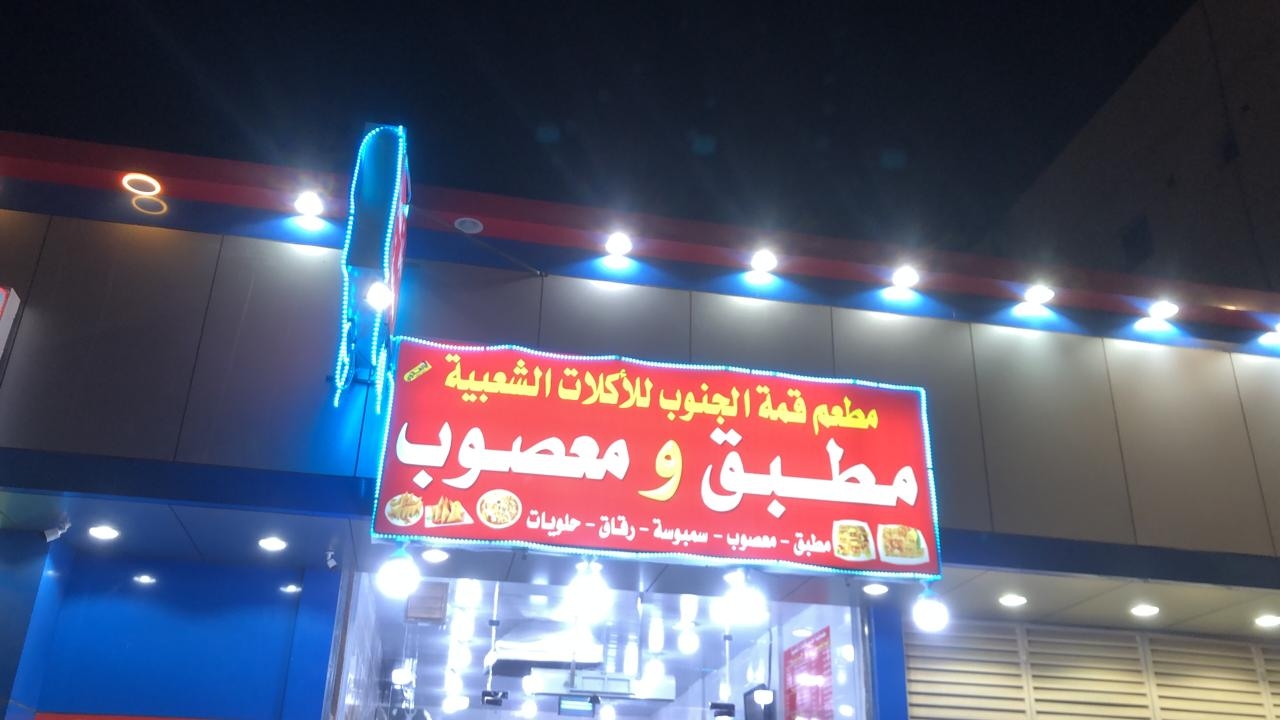 مطعم قمة الجنوب للأكلات الشعبية
مطبق و معصوب
مطبق - معصوب - سمبوسة - رقاق - حلويات